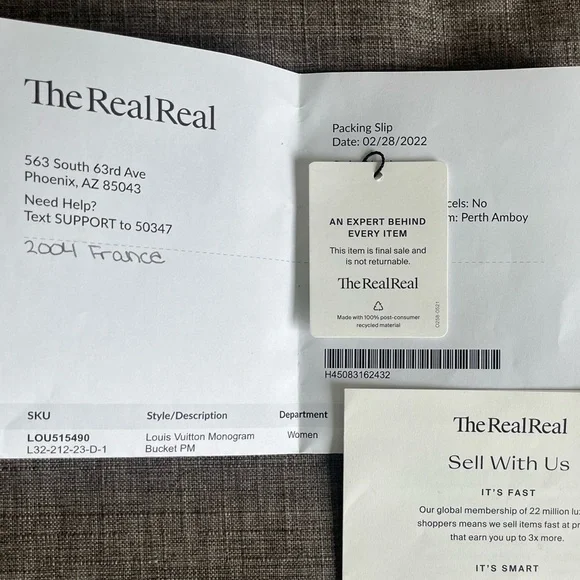 The RealReal
563 South 63rd Ave
Phoenix, AZ 85043
Need Help?
Text SUPPORT to 50347
2004 France
Packing Slip
Date: 02/28/2022
cels: No
m: Perth Amboy
AN EXPERT BEHIND
EVERY ITEM
This item is final sale and
is not returnable.
The RealReal
Made with 100% post-consumer
recycled material
0258-0521
H45083162432
SKU Style/Description Department
LOU515490 Louis Vuitton Monogram Women
L32-212-23-D-1 Bucket PM
The RealReal
Sell With Us
IT'S FAST
Our global membership of 22 million lu
shoppers means we sell items fast at pr
that earn you up to 3x more.
IT'S SMART